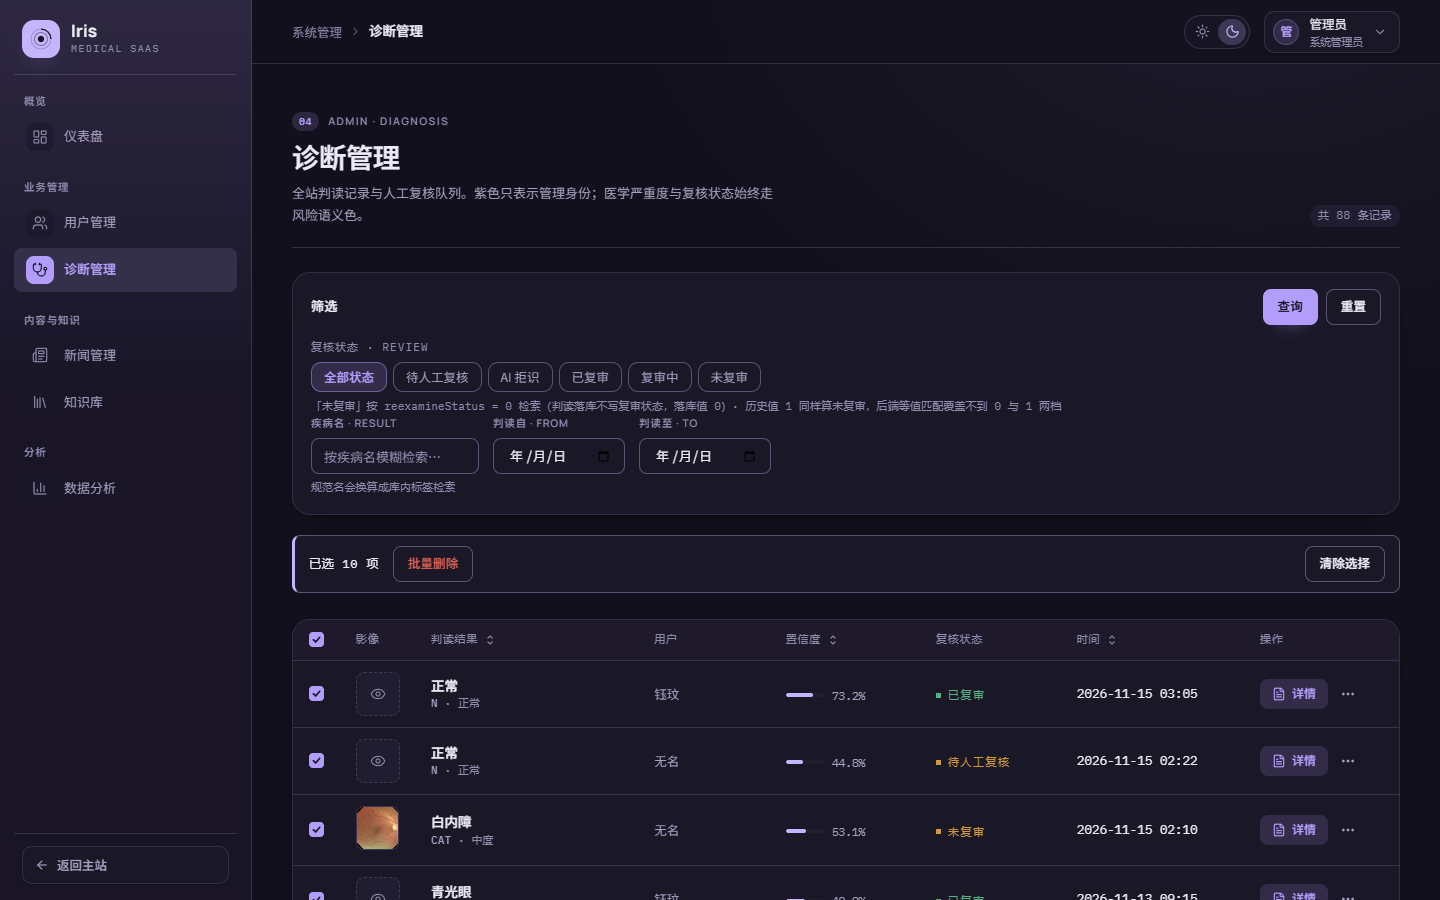 Iris
MEDICAL SAAS
概览
仪表盘
业务管理
用户管理
诊断管理
内容与知识
新闻管理
知识库
分析
数据分析
返回主站
系统管理 > 诊断管理
管 管理员
系统管理员
04 ADMIN · DIAGNOSIS
诊断管理
全站判读记录与人工复核队列。紫色只表示管理身份；医学严重度与复核状态始终走
风险语义色。
共 88 条记录
筛选
查询 重置
复核状态 · REVIEW
全部状态 待人工复核 AI 拒识 已复审 复审中 未复审
「未复审」按 reexamineStatus = 0 检索（判读落库不写复审状态，落库值 0）· 历史值 1 同样算未复审，后端等值匹配覆盖不到 0 与 1 两档
疾病名 · RESULT 判读自 · FROM 判读至 · TO
按疾病名模糊检索… 年 /月/日 年 /月/日
规范名会换算成库内标签检索
已选 10 项 批量删除 清除选择
影像 判读结果 用户 置信度 复核状态 时间 操作
正常
N · 正常
钰玟 73.2% 已复审 2026-11-15 03:05 详情 ···
正常
N · 正常
无名 44.8% 待人工复核 2026-11-15 02:22 详情 ···
白内障
CAT · 中度
无名 53.1% 未复审 2026-11-15 02:10 详情 ···
青光眼
钰玟 已复审 2026-11-13 09:15 详情 ···